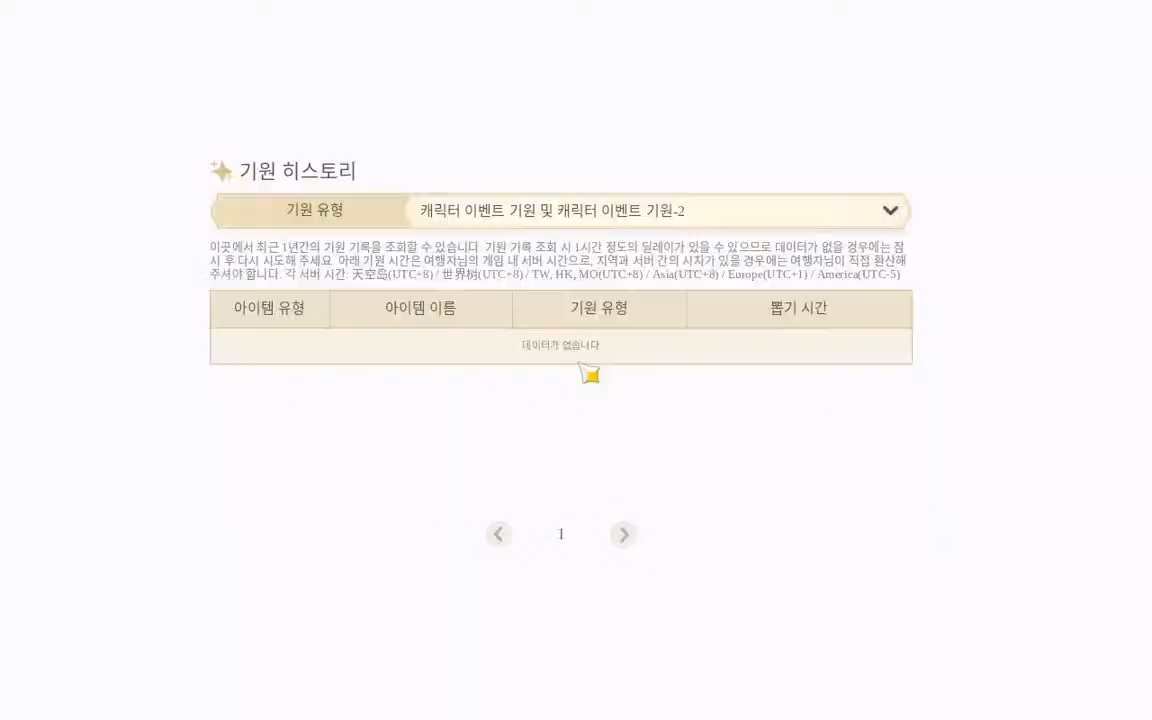 기원 히스토리
기원 유형
캐릭터 이벤트 기원 및 캐릭터 이벤트 기원-2
이곳에서 최근 1년간의 기원 기록을 조회할 수 있습니다. 기원 기록 조회 시 1시간 정도의 딜레이가 있을 수 있으므로 데이터가 없을 경우에는 잠
시 후 다시 시도해 주세요. 아래 기원 시간은 여행자님의 게임 내 서버 시간으로, 지역과 서버 간의 시차가 있을 경우에는 여행자님이 직접 환산해
주셔야 합니다. 각 서버 시간: 天空岛(UTC+8) / 世界树(UTC+8) / TW, HK, MO(UTC+8) / Asia(UTC+8) / Europe(UTC+1) / America(UTC-5)
아이템 유형 아이템 이름 기원 유형 뽑기 시간
데이터가 없습니다
1